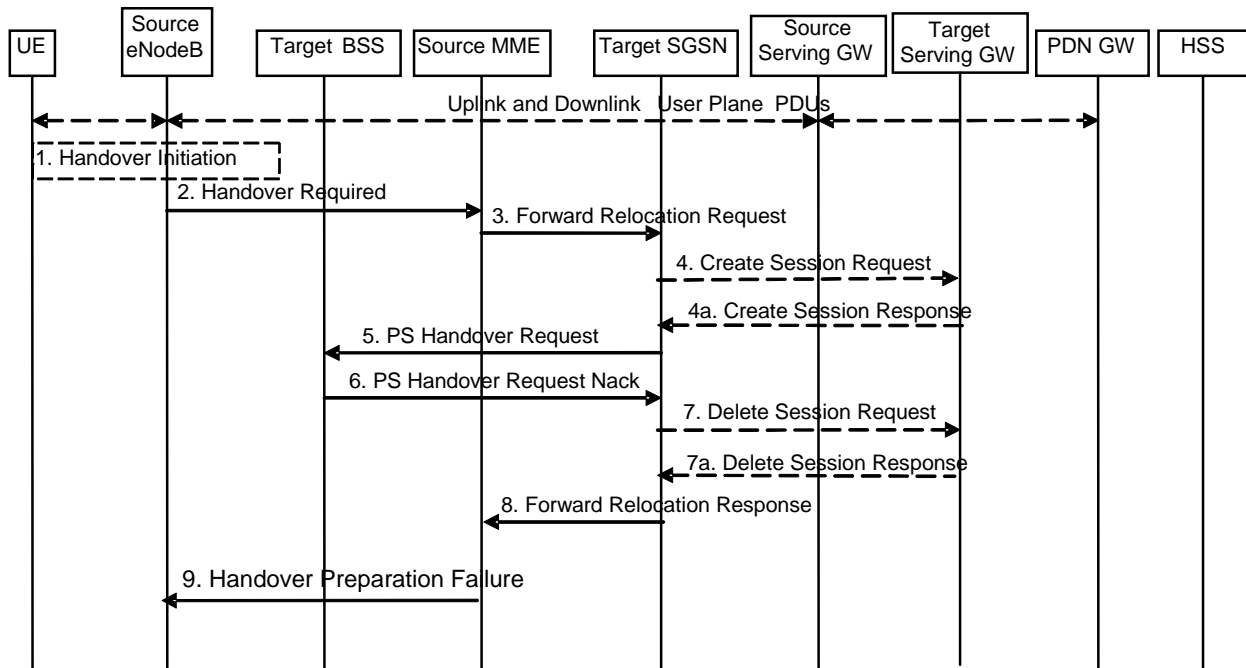 UE
Source
eNodeB
Target BSS
Source MME
Target SGSN
Source
Serving GW
Target
Serving GW
PDN GW
HSS
Uplink and Downlink User Plane PDUs
1. Handover Initiation
2. Handover Required
3. Forward Relocation Request
4. Create Session Request
4a. Create Session Response
5. PS Handover Request
6. PS Handover Request Nack
7. Delete Session Request
7a. Delete Session Response
8. Forward Relocation Response
9. Handover Preparation Failure